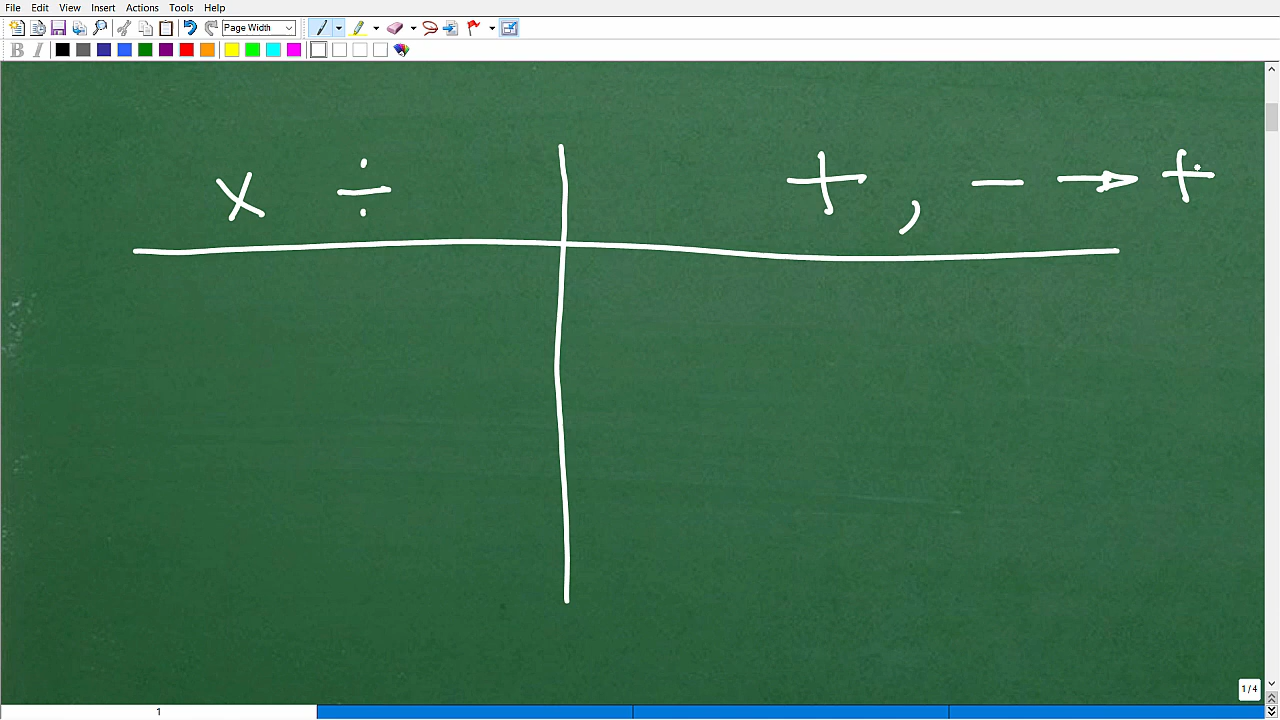 File Edit View Insert Actions Tools Help
Page Width
B I
x ÷ + , - → +
1 / 4
1